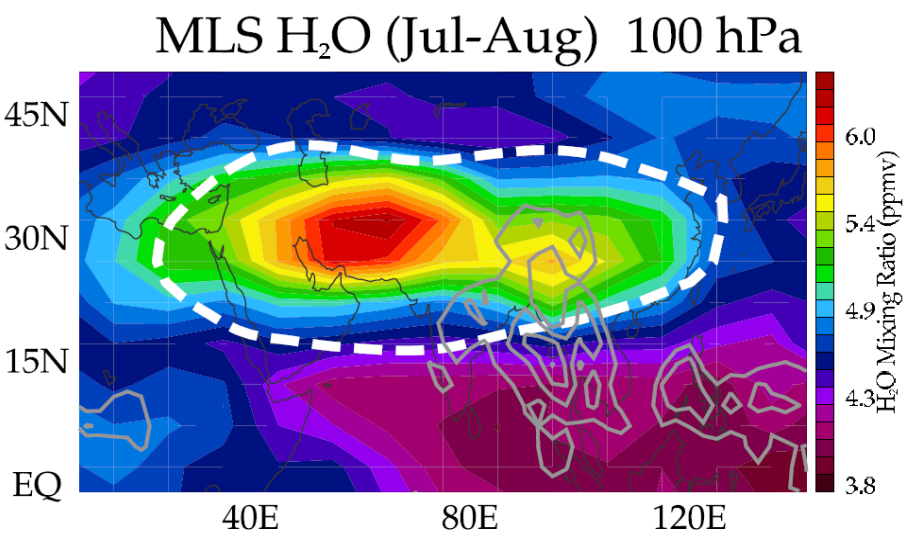 MLS H₂O (Jul-Aug) 100 hPa
45N
30N
15N
EQ
40E
80E
120E
6.0
5.4
4.9
4.3
3.8
H₂O Mixing Ratio (ppmv)